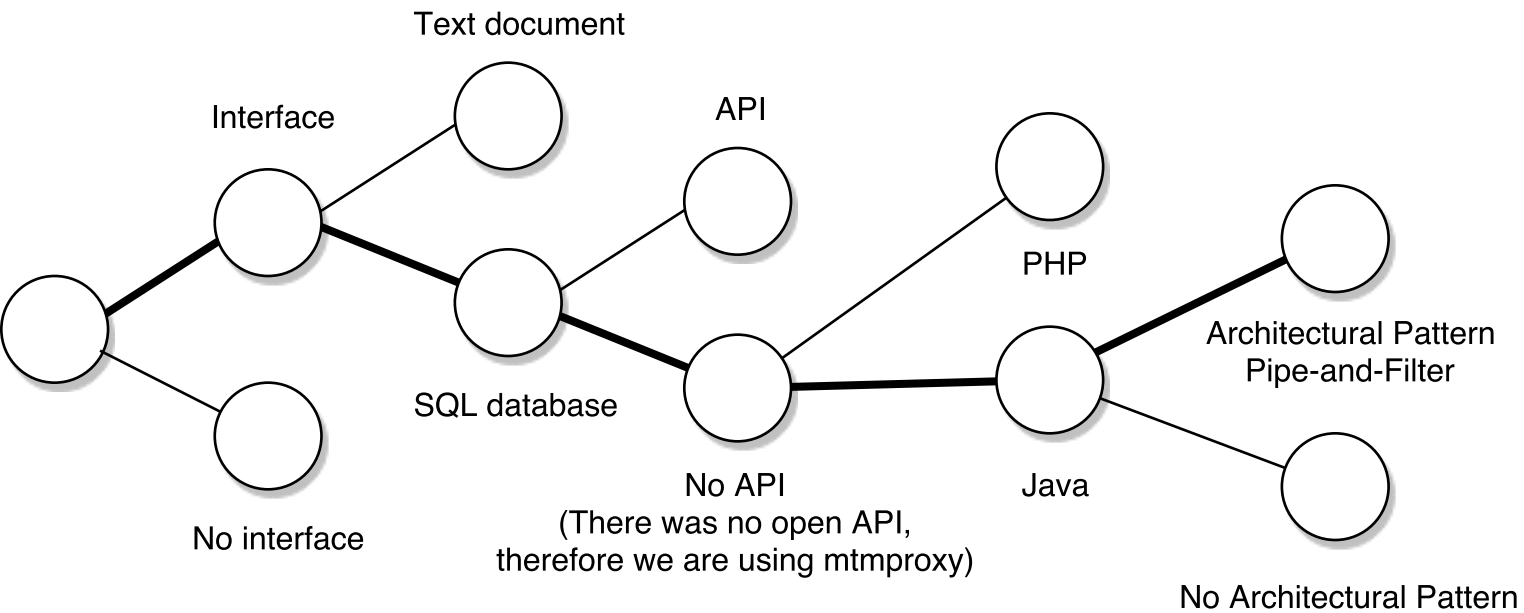 Text document
Interface
API
PHP
Architectural Pattern
Pipe-and-Filter
SQL database
No API
(There was no open API,
therefore we are using mtmproxy)
Java
No interface
No Architectural Pattern